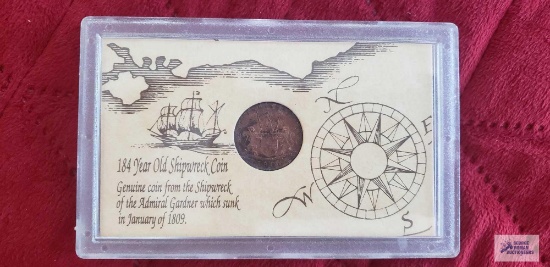 184 Year Old Shipwreck Coin
Genuine coin from the Shipwreck
of the Admiral Gardner which sunk
in January of 1809.
N
E
W
S